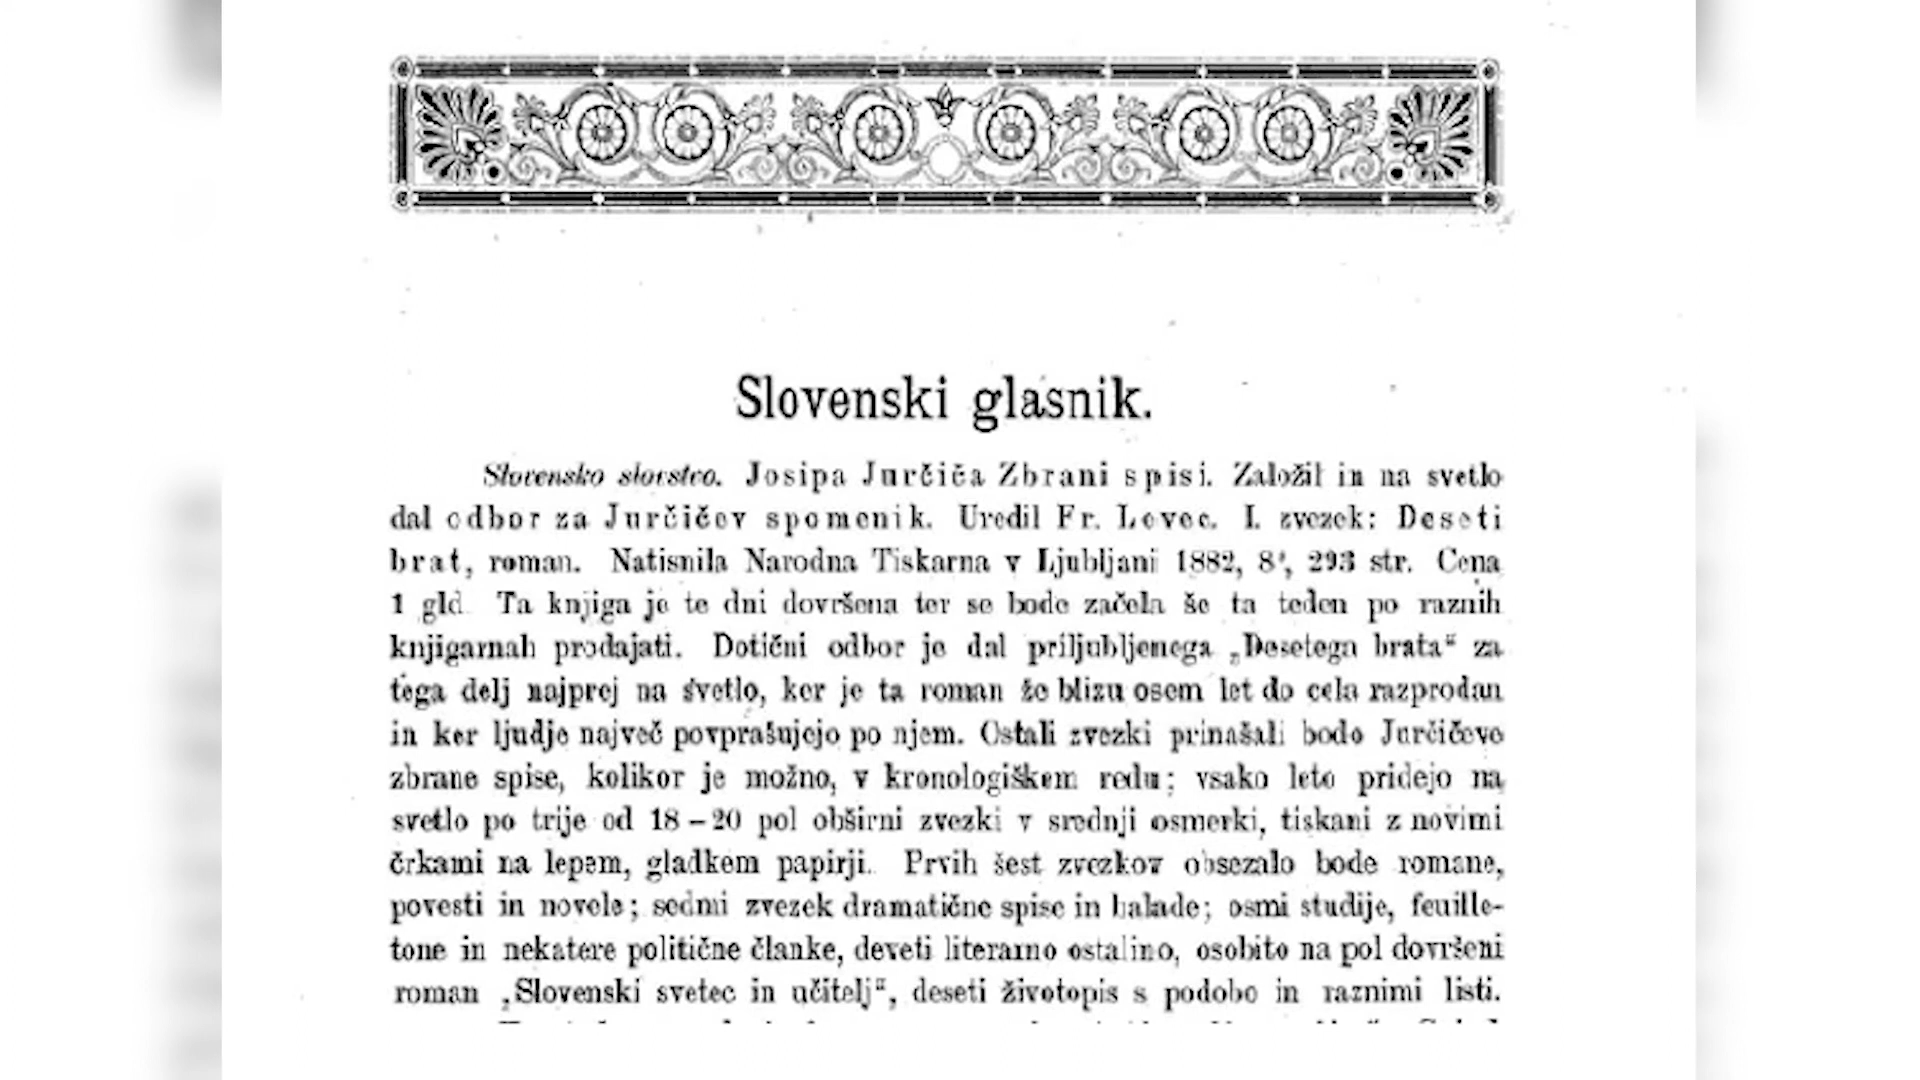 Slovenski glasnik.
Slovensko slovstvo. Josipa Jurčiča Zbrani spisi. Založil in na svetlo
dal odbor za Jurčičev spomenik. Uredil Fr. Levec. I. zvezek: Deseti
brat, roman. Natisnila Narodna Tiskarna v Ljubljani 1882, 8°, 293 str. Cena
1 gld. Ta knjiga je te dni dovršena ter se bode začela še ta teden po raznih
knjigarnah prodajati. Dotični odbor je dal priljubljenega „Desetega brata“ za
tega delj najprej na svetlo, ker je ta roman že blizu osem let do cela razprodan
in ker ljudje največ povprašujejo po njem. Ostali zvezki prinašali bodo Jurčičeve
zbrane spise, kolikor je možno, v kronologiškem redu; vsako leto pridejo na
svetlo po trije od 18–20 pol obširni zvezki v srednji osmerki, tiskani z novimi
črkami na lepem, gladkem papirji. Prvih šest zvezkov obsezalo bode romane,
povesti in novele; sedmi zvezek dramatične spise in balade; osmi studije, feuille-
tone in nekatere politične članke, deveti literarno ostalino, osobito na pol dovršeni
roman „Slovenski svetec in učitelj“, deseti životopis s podobo in raznimi listi.